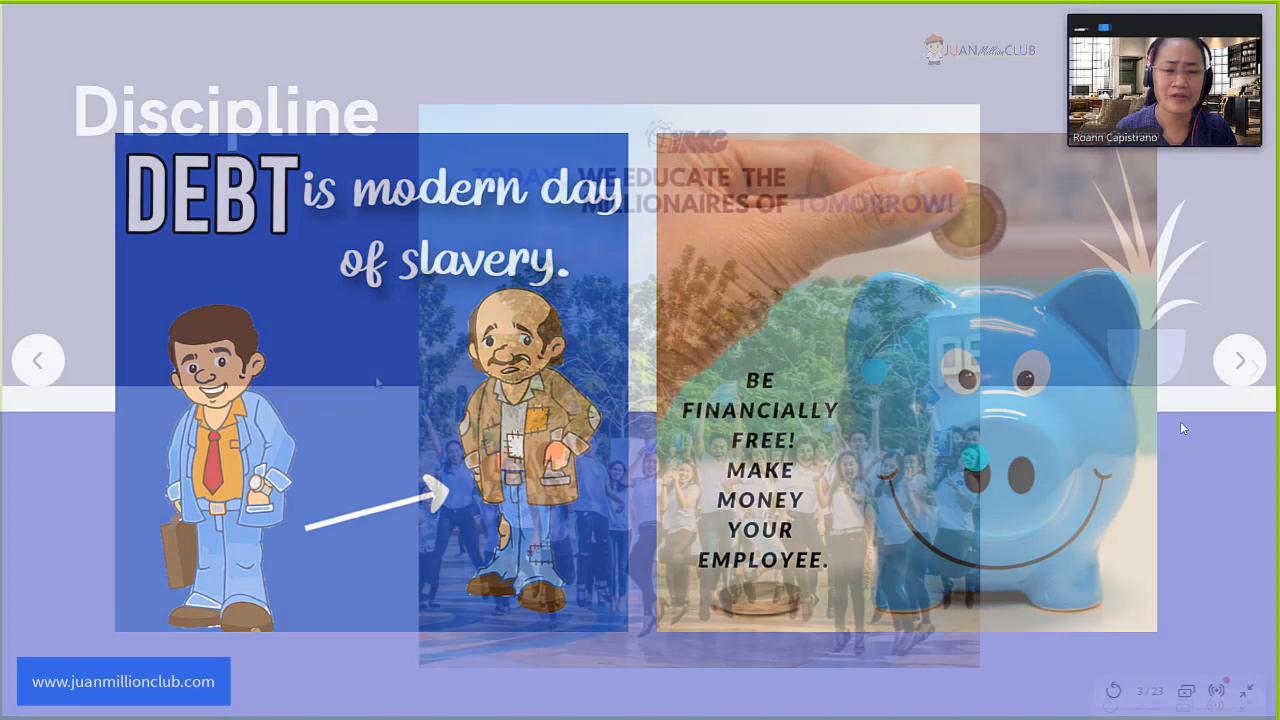 JUANMillionCLUB
Roann Capistrano
Discipline
DEBT is modern day
of slavery.
IMG
TODAY, WE EDUCATE THE
MILLIONAIRES OF TOMORROW!
BE
FINANCIALLY
FREE!
MAKE
MONEY
YOUR
EMPLOYEE.
www.juanmillionclub.com
3 / 23